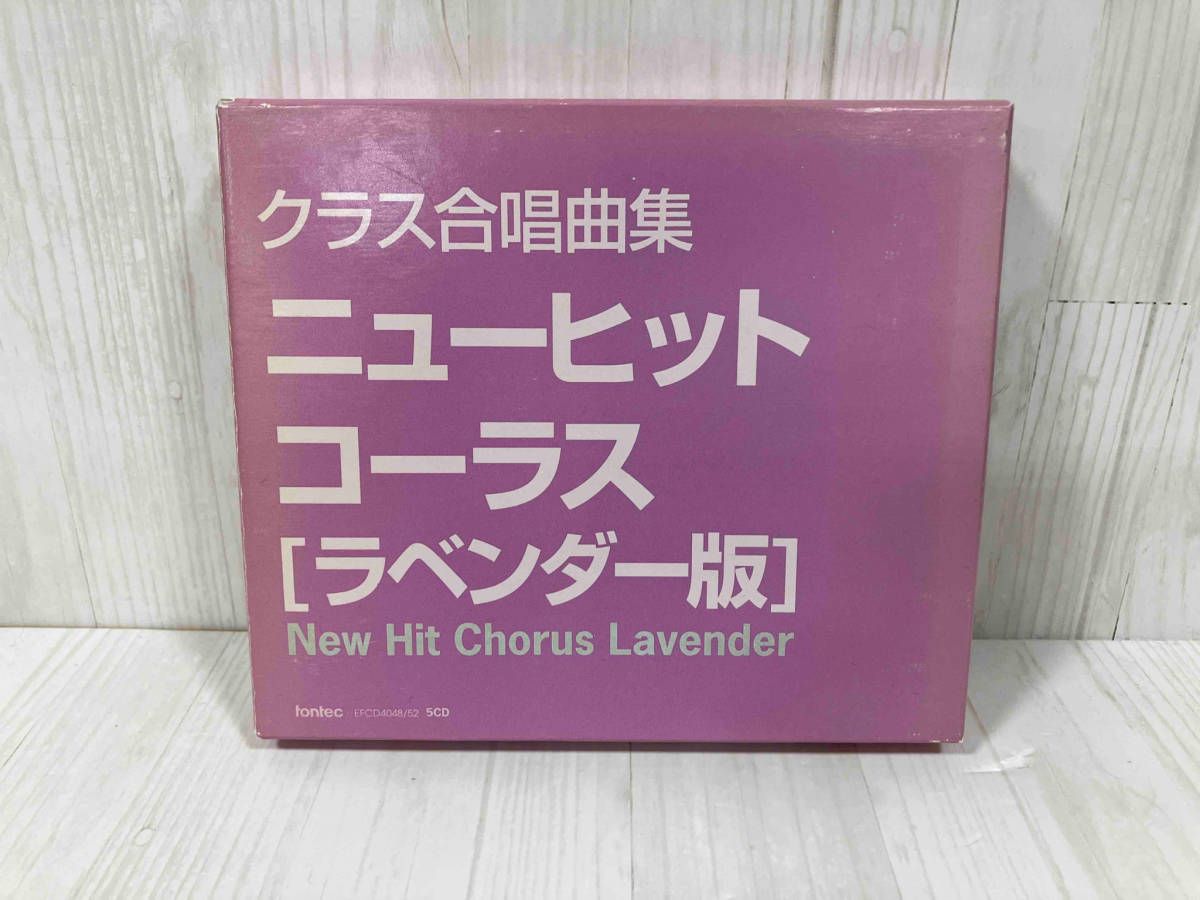 クラス合唱曲集
ニューヒット
コーラス
[ラベンダー版]
New Hit Chorus Lavender
fontec EFCD4048/52 5CD